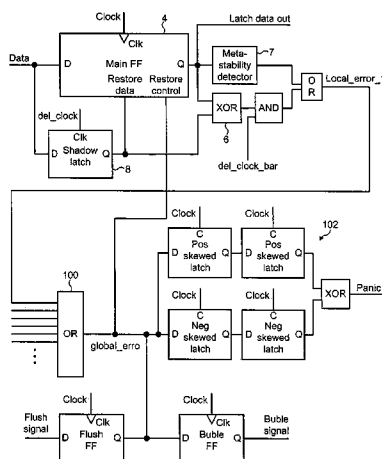 Clock 4
Latch data out
Clk
7
Data
D Main FF Q
Meta-
stability
detector
Restore Restore
data control
O
R
Local_error_1
del_clock
XOR
AND
6
Clk
D Shadow Q
latch
8
del_clock_bar
Clock
Clock
102
C
D Pos Q
skewed
latch
C
D Pos Q
skewed
latch
100
Clock
Clock
XOR
Panic
OR
global_erro
C
D Neg Q
skewed
latch
C
D Neg Q
skewed
latch
Clock
Clock
Flush
signal
Clk
D Flush Q
FF
Clk
D Buble Q
FF
Buble
signal